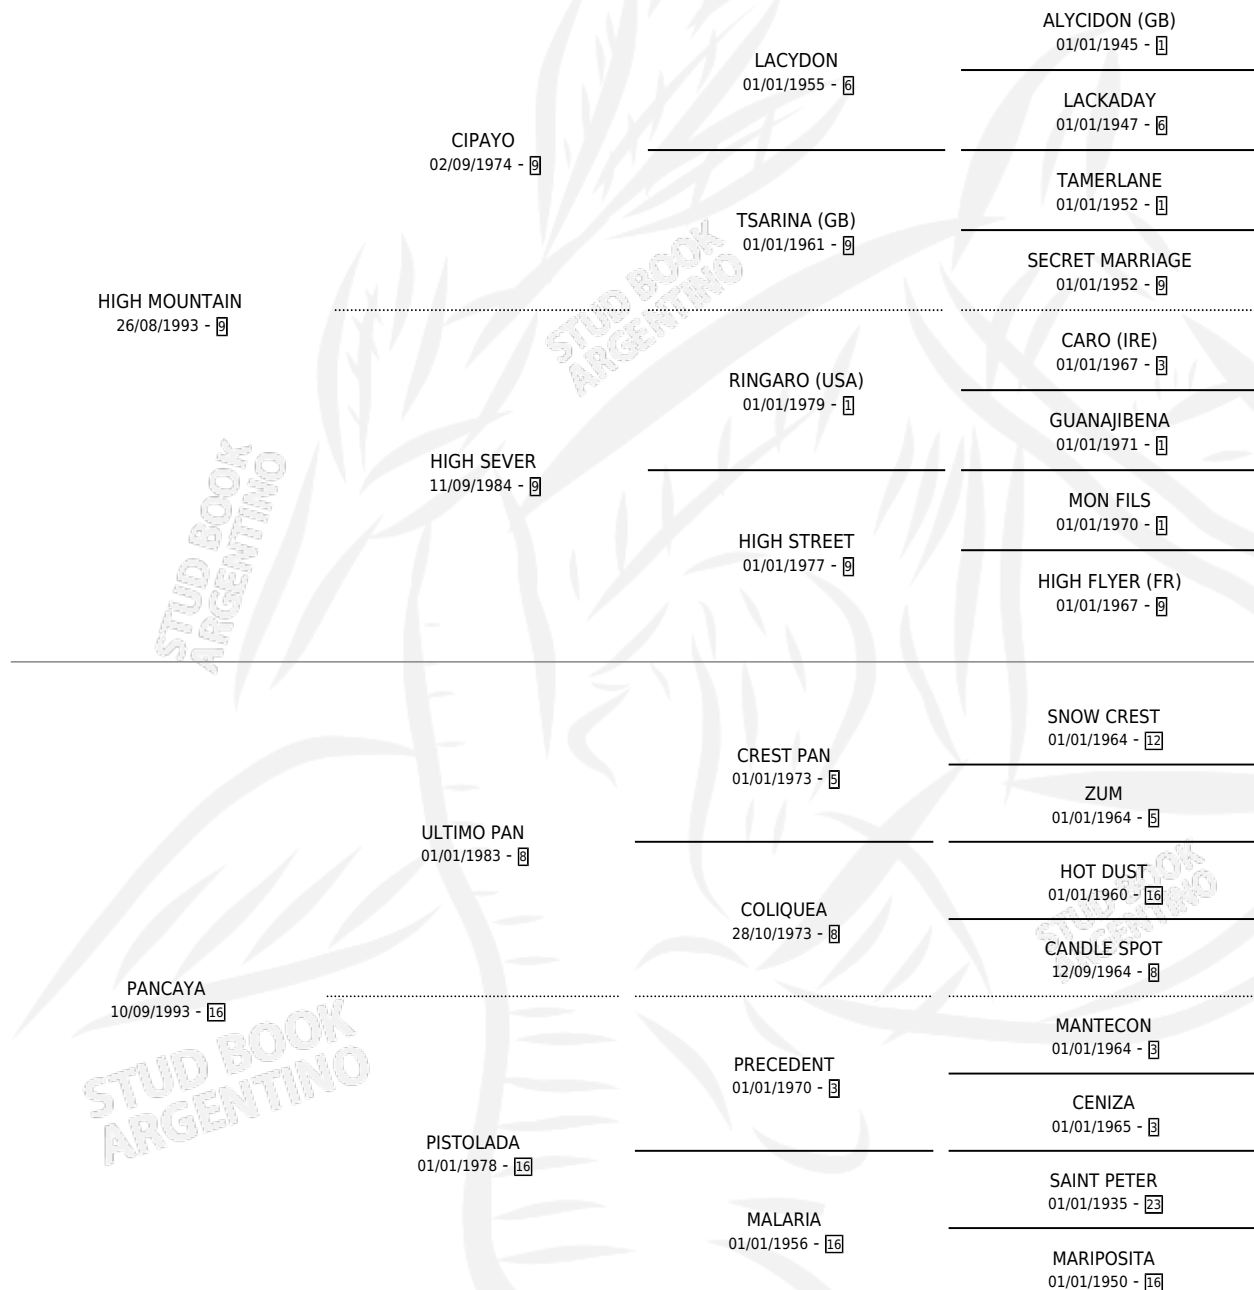 ALYCIDON (GB)
01/01/1945 - 1
LACYDON
01/01/1955 - 6
LACKADAY
01/01/1947 - 6
CIPAYO
02/09/1974 - 9
TAMERLANE
01/01/1952 - 1
TSARINA (GB)
01/01/1961 - 9
SECRET MARRIAGE
01/01/1952 - 9
STUD BOOK
ARGENTINO
HIGH MOUNTAIN
26/08/1993 - 9
CARO (IRE)
01/01/1967 - 3
RINGARO (USA)
01/01/1979 - 1
GUANAJIBENA
01/01/1971 - 1
HIGH SEVER
11/09/1984 - 9
MON FILS
01/01/1970 - 1
HIGH STREET
01/01/1977 - 9
HIGH FLYER (FR)
01/01/1967 - 9
STUD BOOK
ARGENTINO
SNOW CREST
01/01/1964 - 12
CREST PAN
01/01/1973 - 5
ZUM
01/01/1964 - 5
ULTIMO PAN
01/01/1983 - 8
HOT DUST
01/01/1960 - 16
COLIQUEA
28/10/1973 - 8
STUD BOOK
ARGENTINO
CANDLE SPOT
12/09/1964 - 8
PANCAYA
10/09/1993 - 16
MANTECON
01/01/1964 - 3
PRECEDENT
01/01/1970 - 3
STUD BOOK
ARGENTINO
CENIZA
01/01/1965 - 3
PISTOLADA
01/01/1978 - 16
SAINT PETER
01/01/1935 - 23
MALARIA
01/01/1956 - 16
MARIPOSITA
01/01/1950 - 16